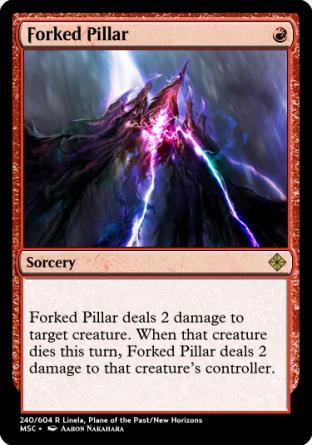 Forked Pillar
Sorcery
Forked Pillar deals 2 damage to
target creature. When that creature
dies this turn, Forked Pillar deals 2
damage to that creature's controller.
240/604 R Linela, Plane of the Past/New Horizons
MSC • Aaron Nakahara